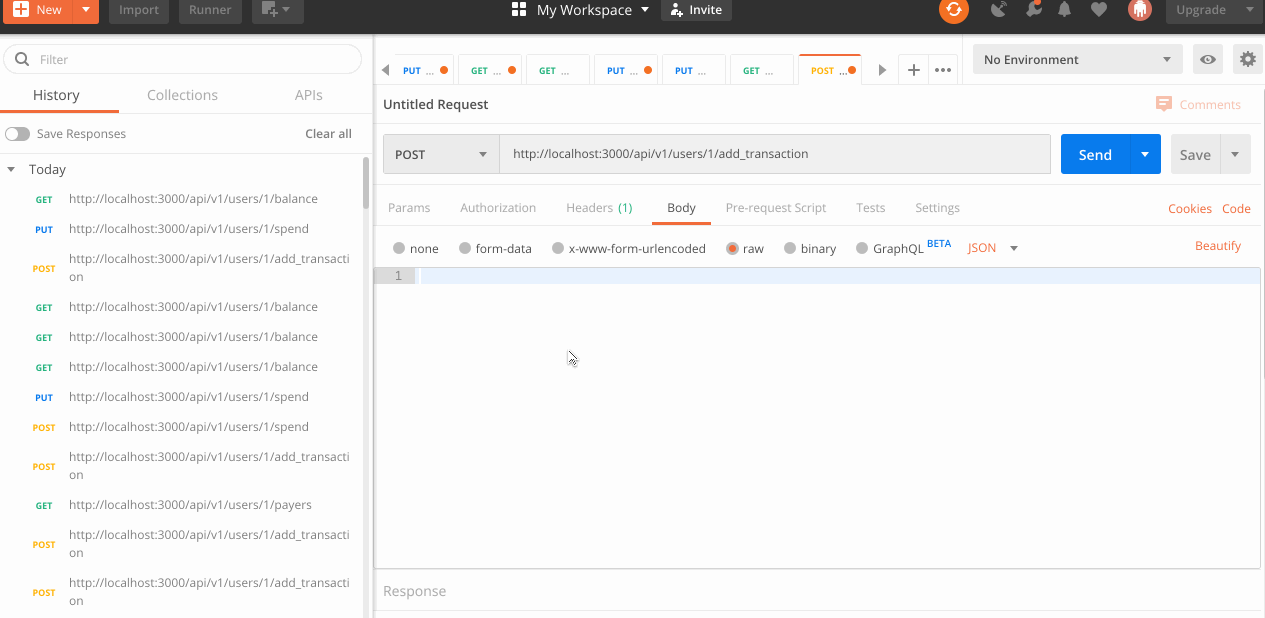 New Import Runner My Workspace Invite Upgrade
Filter
History Collections APIs
Save Responses Clear all
Today
GET http://localhost:3000/api/v1/users/1/balance
PUT http://localhost:3000/api/v1/users/1/spend
POST http://localhost:3000/api/v1/users/1/add_transacti
on
GET http://localhost:3000/api/v1/users/1/balance
GET http://localhost:3000/api/v1/users/1/balance
GET http://localhost:3000/api/v1/users/1/balance
PUT http://localhost:3000/api/v1/users/1/spend
POST http://localhost:3000/api/v1/users/1/spend
POST http://localhost:3000/api/v1/users/1/add_transacti
on
GET http://localhost:3000/api/v1/users/1/payers
POST http://localhost:3000/api/v1/users/1/add_transacti
on
POST http://localhost:3000/api/v1/users/1/add_transacti
on
PUT ... GET ... GET ... PUT ... PUT ... GET ... POST ... No Environment
Untitled Request Comments
POST http://localhost:3000/api/v1/users/1/add_transaction Send Save
Params Authorization Headers (1) Body Pre-request Script Tests Settings Cookies Code
none form-data x-www-form-urlencoded raw binary GraphQL BETA JSON Beautify
1
Response